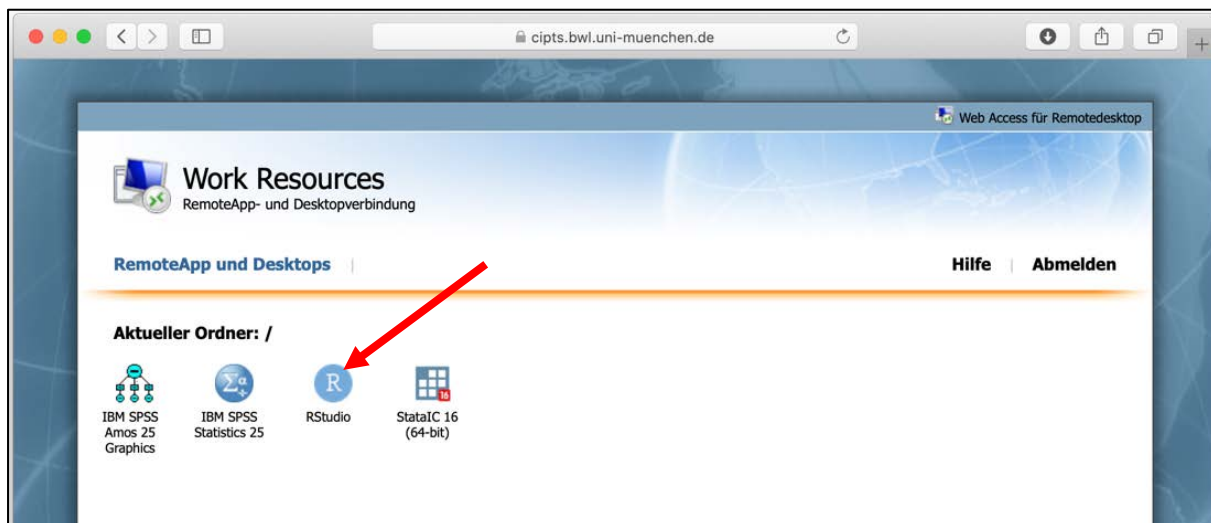 cipts.bwl.uni-muenchen.de
Web Access für Remotedesktop
Work Resources
RemoteApp- und Desktopverbindung
RemoteApp und Desktops
Hilfe | Abmelden
Aktueller Ordner: /
IBM SPSS
Amos 25
Graphics
Σα
IBM SPSS
Statistics 25
R
RStudio
16
StataIC 16
(64-bit)